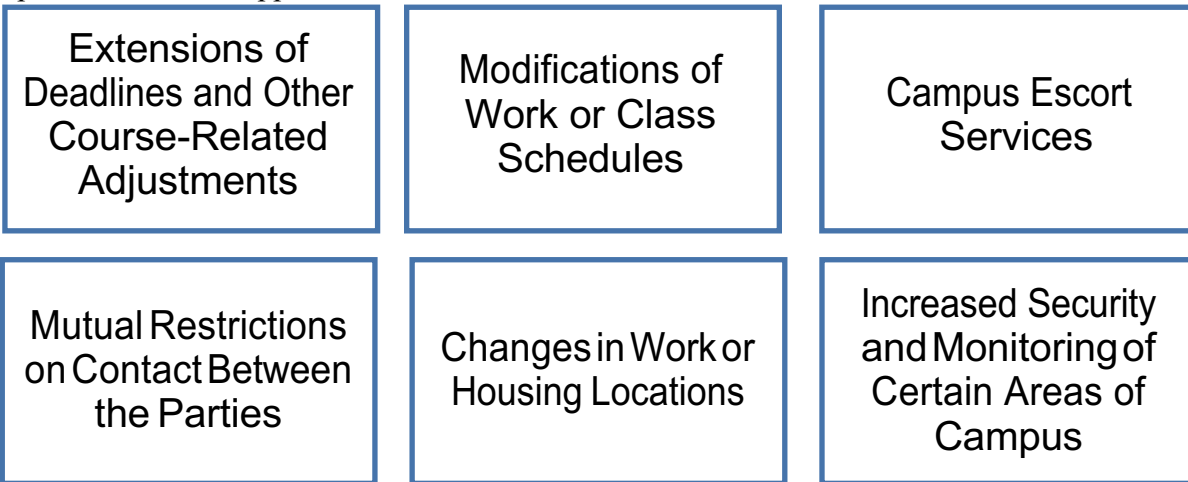 Extensions of
Deadlines and Other
Course-Related
Adjustments
Modifications of
Work or Class
Schedules
Campus Escort
Services
Mutual Restrictions
on Contact Between
the Parties
Changes in Work or
Housing Locations
Increased Security
and Monitoring of
Certain Areas of
Campus